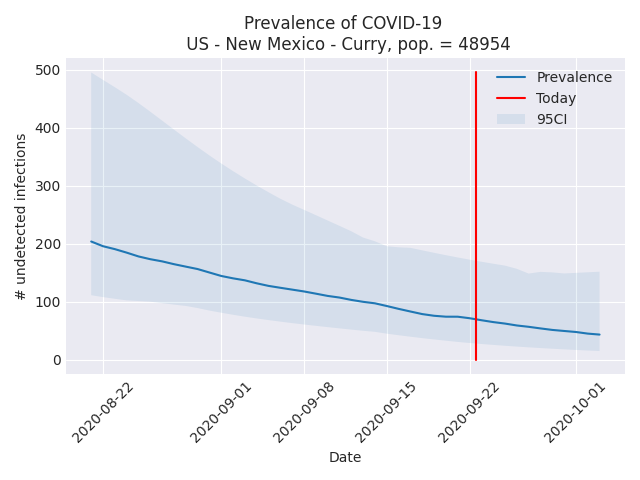 Prevalence of COVID-19
US - New Mexico - Curry, pop. = 48954
# undetected infections
500
400
300
200
100
0
Prevalence
Today
95CI
2020-08-22
2020-09-01
2020-09-08
2020-09-15
2020-09-22
2020-10-01
Date